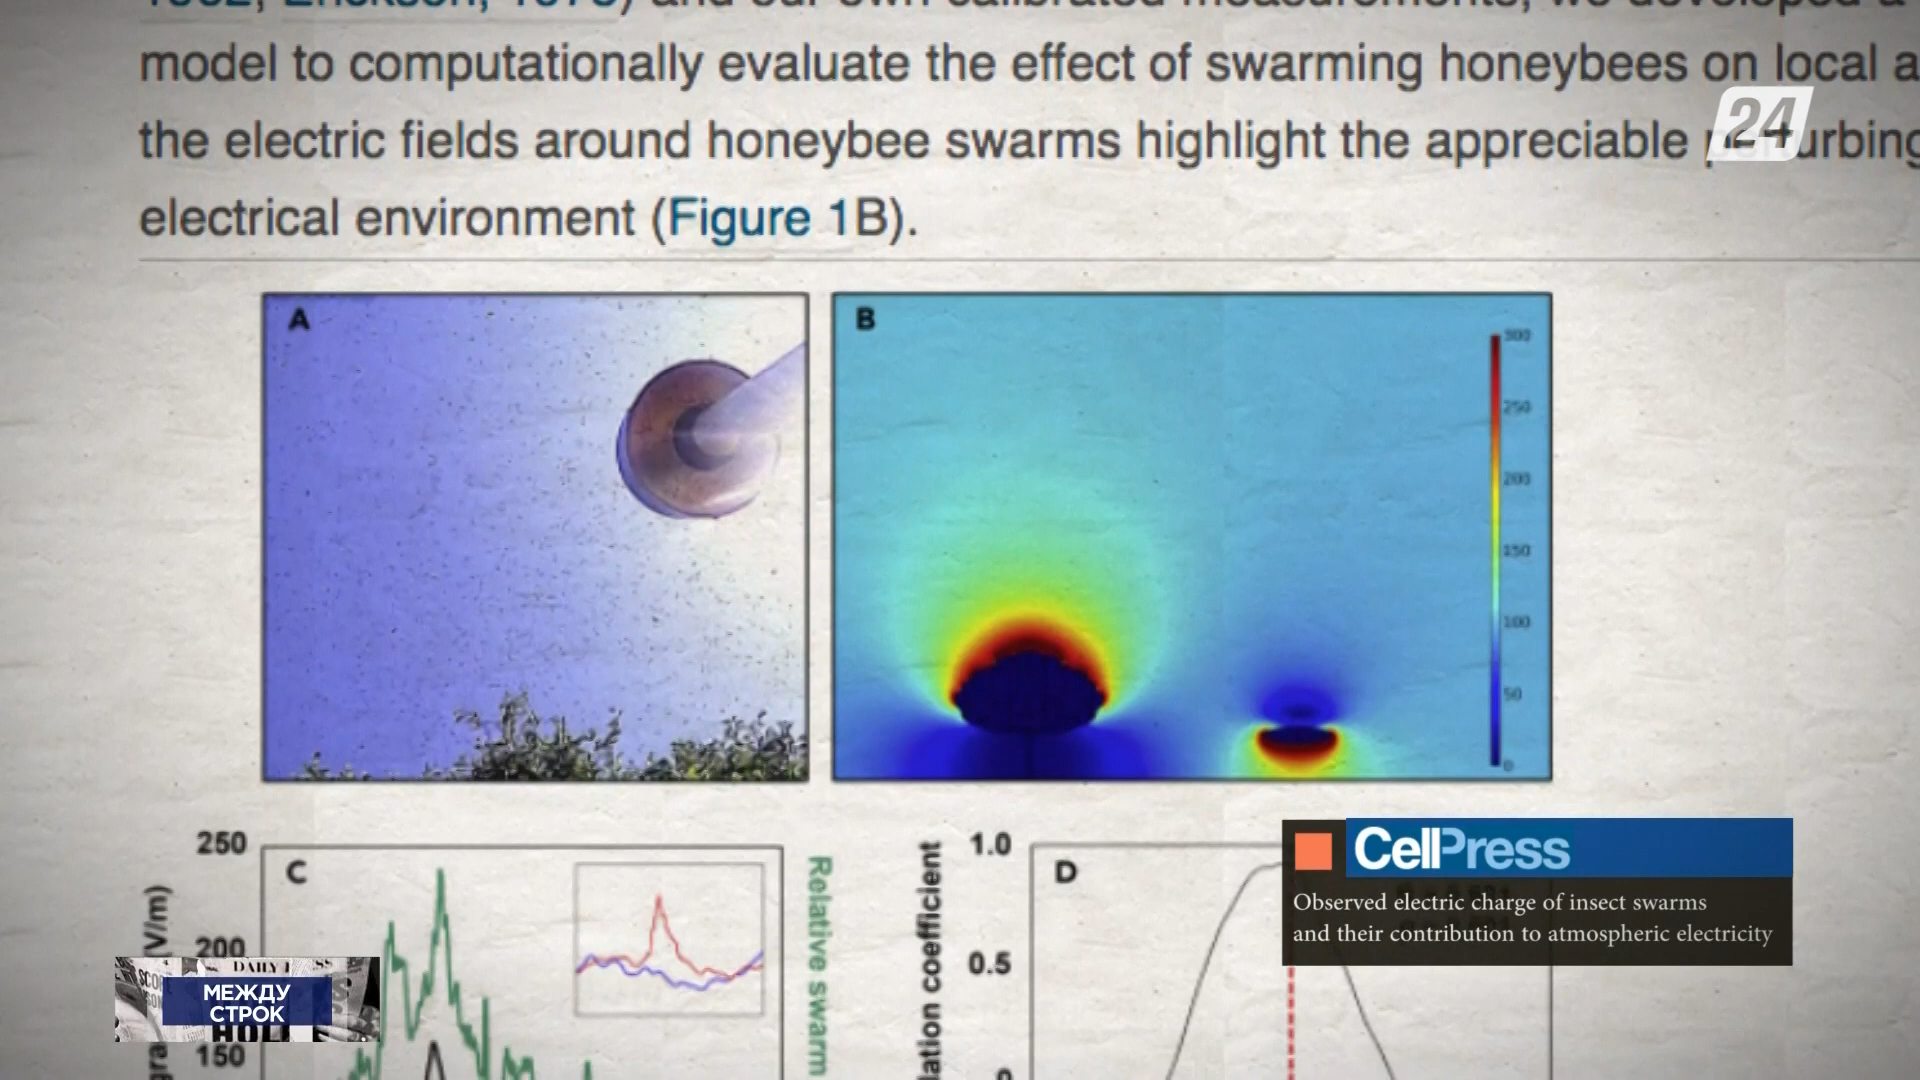 model to computationally evaluate the effect of swarming honeybees on local a
the electric fields around honeybee swarms highlight the appreciable
24
electrical environment (Figure 1B).
A
B
300
250
200
150
100
50
0
250
200
150
C
(V/m)
Relative swarm
1.0
0.5
0
D
CellPress
Observed electric charge of insect swarms
and their contribution to atmospheric electricity
DAILY
МЕЖДУ
СТРОК